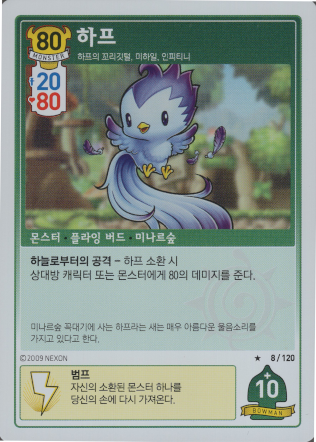 80
MONSTER
하프
하프의 꼬리깃털, 미하일, 인피티니
20
80
몬스터 · 플라잉 버드 · 미나르숲
하늘로부터의 공격 – 하프 소환 시
상대방 캐릭터 또는 몬스터에게 80의 데미지를 준다.
미나르숲 꼭대기에 사는 하프라는 새는 매우 아름다운 울음소리를
가지고 있다고 한다.
©2009 NEXON
★ 8/120
범프
자신의 소환된 몬스터 하나를
당신의 손에 다시 가져온다.
+
10
BOWMAN